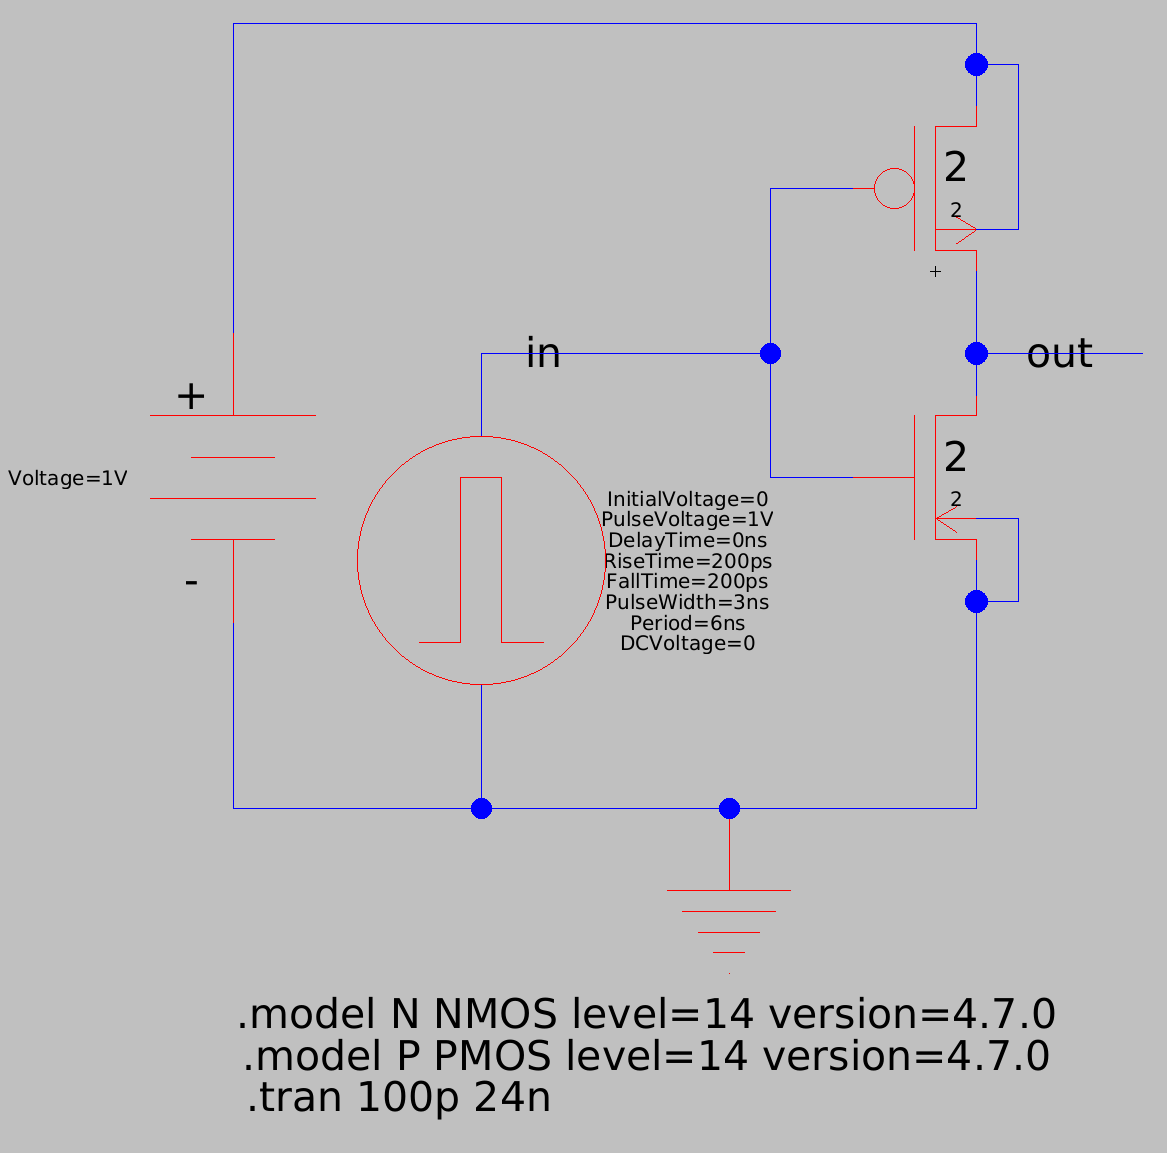 2
2
in
out
+
Voltage=1V
-
2
2
InitialVoltage=0
PulseVoltage=1V
DelayTime=0ns
RiseTime=200ps
FallTime=200ps
PulseWidth=3ns
Period=6ns
DCVoltage=0
.model N NMOS level=14 version=4.7.0
.model P PMOS level=14 version=4.7.0
.tran 100p 24n